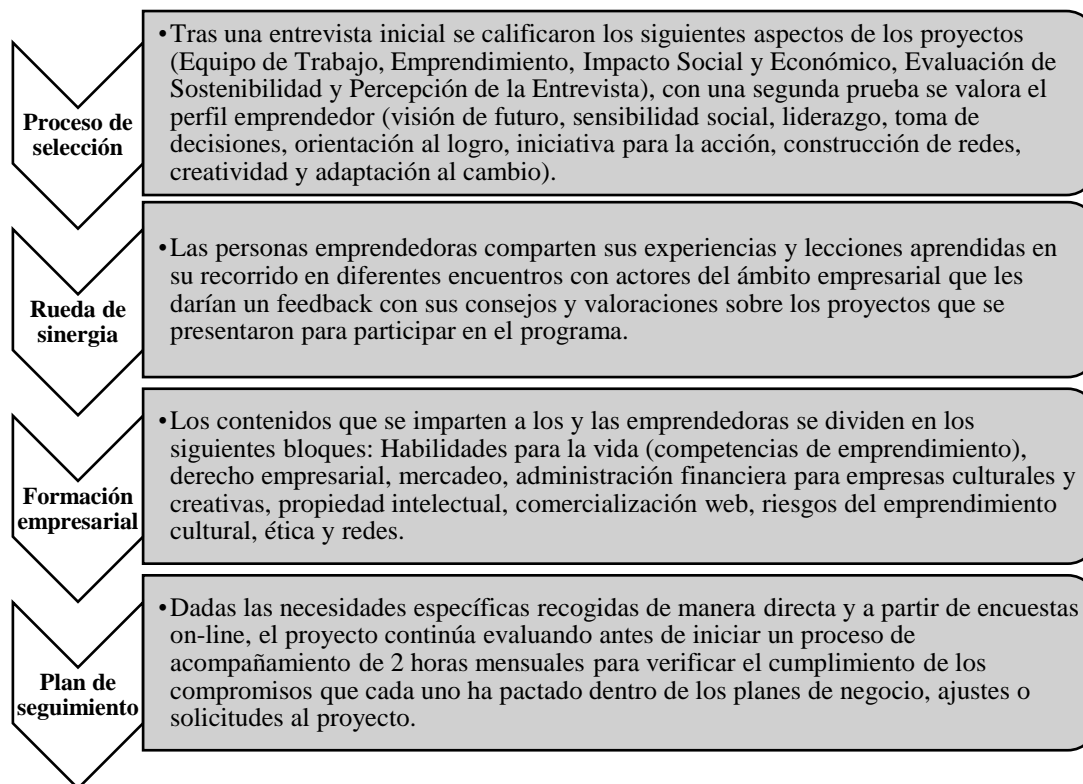 Proceso de
selección
•Tras una entrevista inicial se calificaron los siguientes aspectos de los proyectos
(Equipo de Trabajo, Emprendimiento, Impacto Social y Económico, Evaluación de
Sostenibilidad y Percepción de la Entrevista), con una segunda prueba se valora el
perfil emprendedor (visión de futuro, sensibilidad social, liderazgo, toma de
decisiones, orientación al logro, iniciativa para la acción, construcción de redes,
creatividad y adaptación al cambio).
Rueda de
sinergia
•Las personas emprendedoras comparten sus experiencias y lecciones aprendidas en
su recorrido en diferentes encuentros con actores del ámbito empresarial que les
darían un feedback con sus consejos y valoraciones sobre los proyectos que se
presentaron para participar en el programa.
Formación
empresarial
•Los contenidos que se imparten a los y las emprendedoras se dividen en los
siguientes bloques: Habilidades para la vida (competencias de emprendimiento),
derecho empresarial, mercadeo, administración financiera para empresas culturales y
creativas, propiedad intelectual, comercialización web, riesgos del emprendimiento
cultural, ética y redes.
Plan de
seguimiento
•Dadas las necesidades específicas recogidas de manera directa y a partir de encuestas
on-line, el proyecto continúa evaluando antes de iniciar un proceso de
acompañamiento de 2 horas mensuales para verificar el cumplimiento de los
compromisos que cada uno ha pactado dentro de los planes de negocio, ajustes o
solicitudes al proyecto.